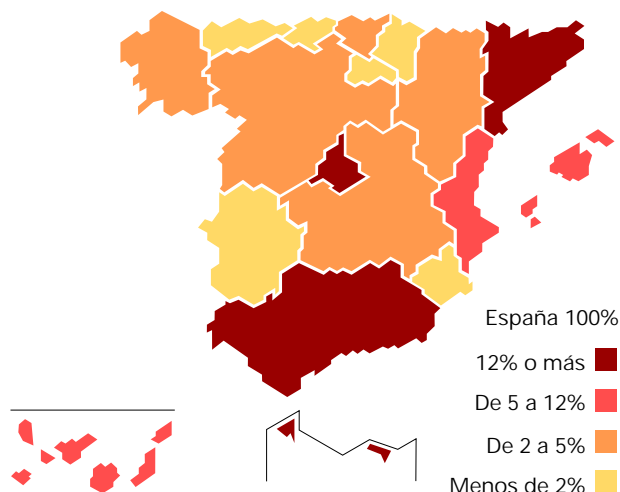 España 100%
12% o más
De 5 a 12%
De 2 a 5%
Menos de 2%